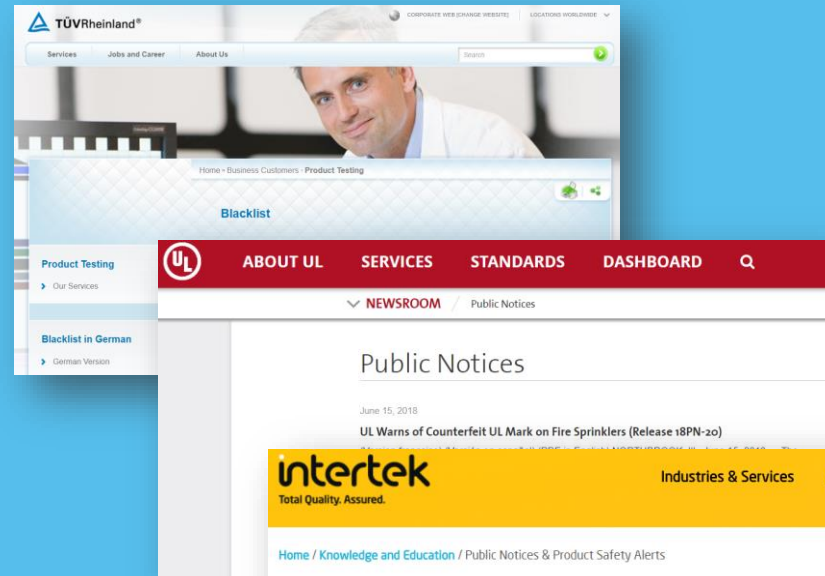 TÜVRheinland®
CORPORATE WEB [CHANGE WEBSITE]
LOCATIONS WORLDWIDE
Services
Jobs and Career
About Us
Search
Home › Business Customers › Product Testing
Blacklist
Product Testing
Our Services
Blacklist in German
German Version
UL
ABOUT UL
SERVICES
STANDARDS
DASHBOARD
NEWSROOM / Public Notices
Public Notices
June 15, 2018
UL Warns of Counterfeit UL Mark on Fire Sprinklers (Release 18PN-20)
intertek
Total Quality. Assured.
Industries & Services
Home / Knowledge and Education / Public Notices & Product Safety Alerts